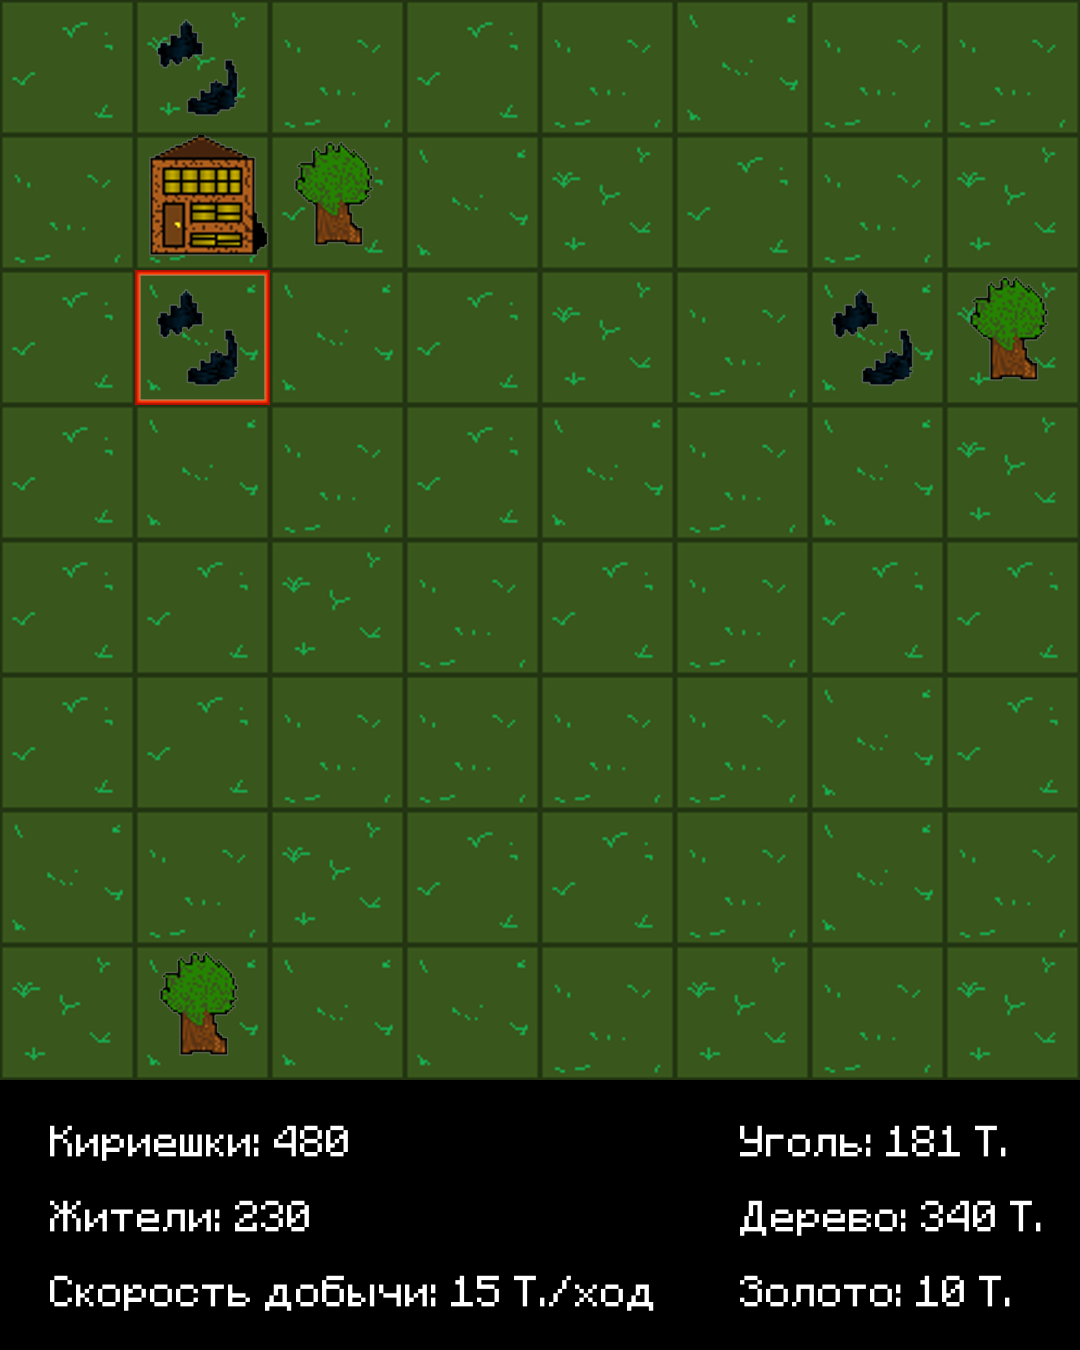 Кириешки: 480
Жители: 230
Скорость добычи: 15 Т./ход
Уголь: 181 Т.
Дерево: 340 Т.
Золото: 10 Т.